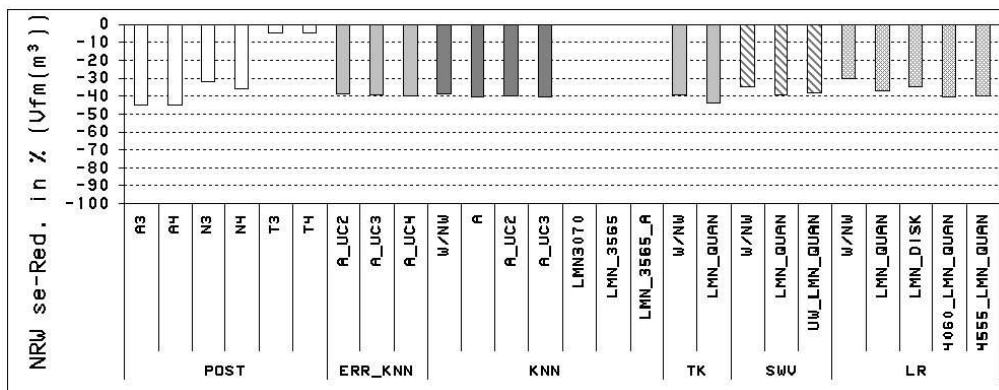 NRW se-Red. in % (Vfm(m³))
0
-10
-20
-30
-40
-50
-60
-70
-80
-90
-100
A3
A4
N3
N4
T3
T4
A_UC2
A_UC3
A_UC4
W/NW
A
A_UC2
A_UC3
LMN3070
LMN_3565
LMN_3565_A
W/NW
LMN_QUAN
W/NW
LMN_QUAN
UW_LMN_QUAN
W/NW
LMN_QUAN
LMN_DISK
4060_LMN_QUAN
4555_LMN_QUAN
POST ERR_KNN KNN TK SWV LR